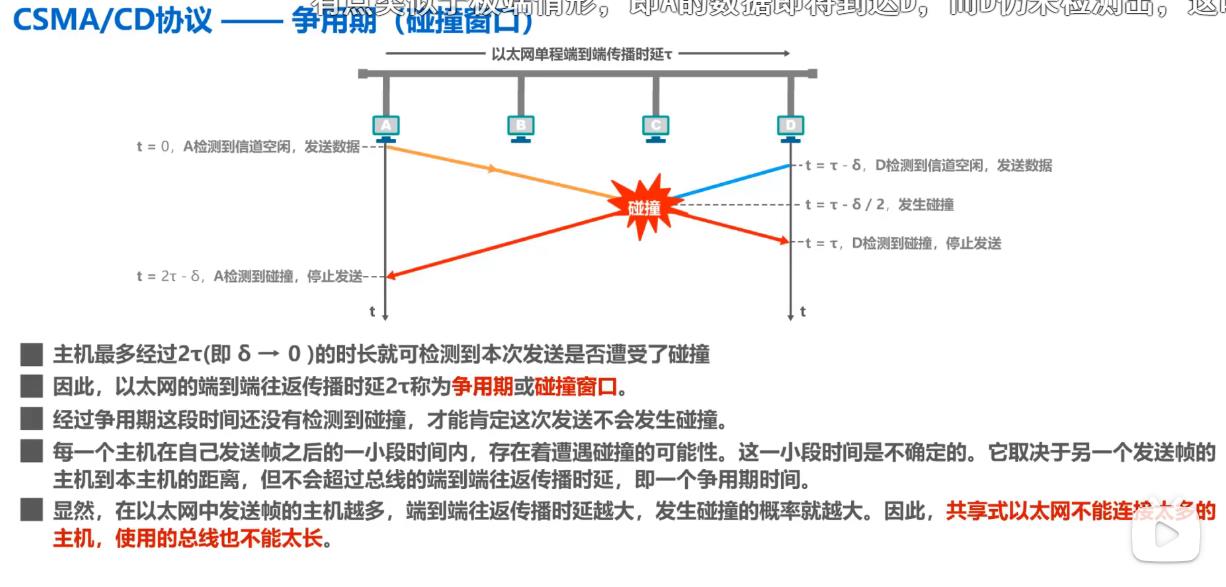 有点类似于极端情形，即A的数据即将到达D，而D仍未检测出，这
CSMA/CD协议 —— 争用期（碰撞窗口）
以太网单程端到端传播时延τ
A B C D
t = 0，A检测到信道空闲，发送数据
t = τ - δ，D检测到信道空闲，发送数据
碰撞
t = τ - δ / 2，发生碰撞
t = τ，D检测到碰撞，停止发送
t = 2τ - δ，A检测到碰撞，停止发送
t t
主机最多经过2τ(即 δ → 0 )的时长就可检测到本次发送是否遭受了碰撞
因此，以太网的端到端往返传播时延2τ称为争用期或碰撞窗口。
经过争用期这段时间还没有检测到碰撞，才能肯定这次发送不会发生碰撞。
每一个主机在自己发送帧之后的一小段时间内，存在着遭遇碰撞的可能性。这一小段时间是不确定的。它取决于另一个发送帧的
主机到本主机的距离，但不会超过总线的端到端往返传播时延，即一个争用期时间。
显然，在以太网中发送帧的主机越多，端到端往返传播时延越大，发生碰撞的概率就越大。因此，共享式以太网不能连接太多的
主机，使用的总线也不能太长。